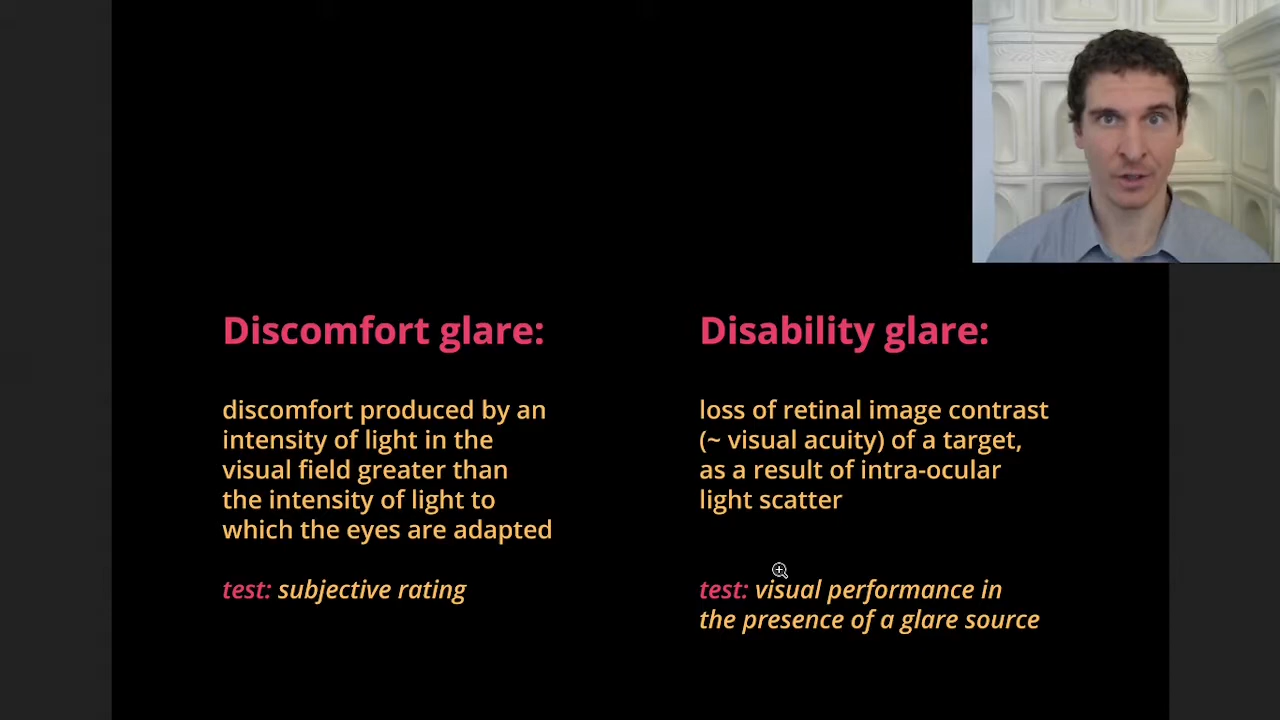 Discomfort glare:
discomfort produced by an
intensity of light in the
visual field greater than
the intensity of light to
which the eyes are adapted
test: subjective rating
Disability glare:
loss of retinal image contrast
(~ visual acuity) of a target,
as a result of intra-ocular
light scatter
test: visual performance in
the presence of a glare source